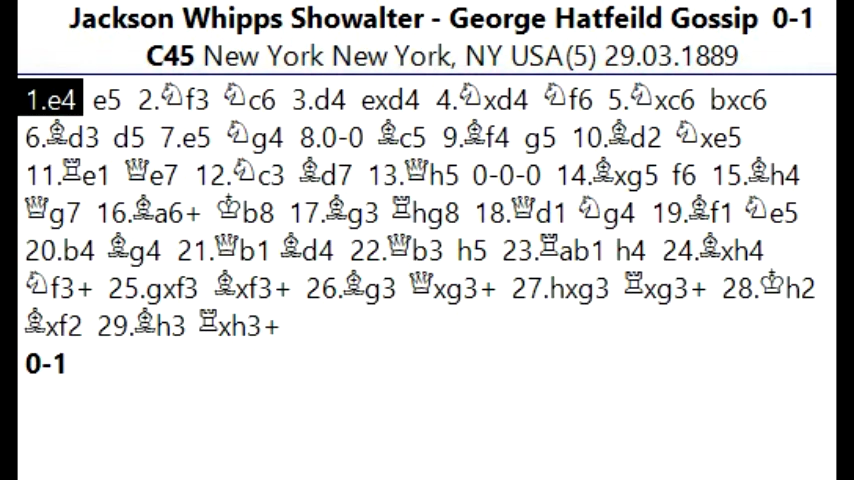 Jackson Whipps Showalter - George Hatfeild Gossip 0-1
C45 New York New York, NY USA(5) 29.03.1889
1.e4 e5 2.♘f3 ♘c6 3.d4 exd4 4.♘xd4 ♘f6 5.♘xc6 bxc6
6.♗d3 d5 7.e5 ♘g4 8.0-0 ♗c5 9.♗f4 g5 10.♗d2 ♘xe5
11.♖e1 ♕e7 12.♘c3 ♗d7 13.♕h5 0-0-0 14.♗xg5 f6 15.♗h4
♕g7 16.♗a6+ ♔b8 17.♗g3 ♖hg8 18.♕d1 ♘g4 19.♗f1 ♘e5
20.b4 ♗g4 21.♕b1 ♗d4 22.♕b3 h5 23.♖ab1 h4 24.♗xh4
♘f3+ 25.gxf3 ♗xf3+ 26.♗g3 ♕xg3+ 27.hxg3 ♖xg3+ 28.♔h2
♗xf2 29.♗h3 ♖xh3+
0-1